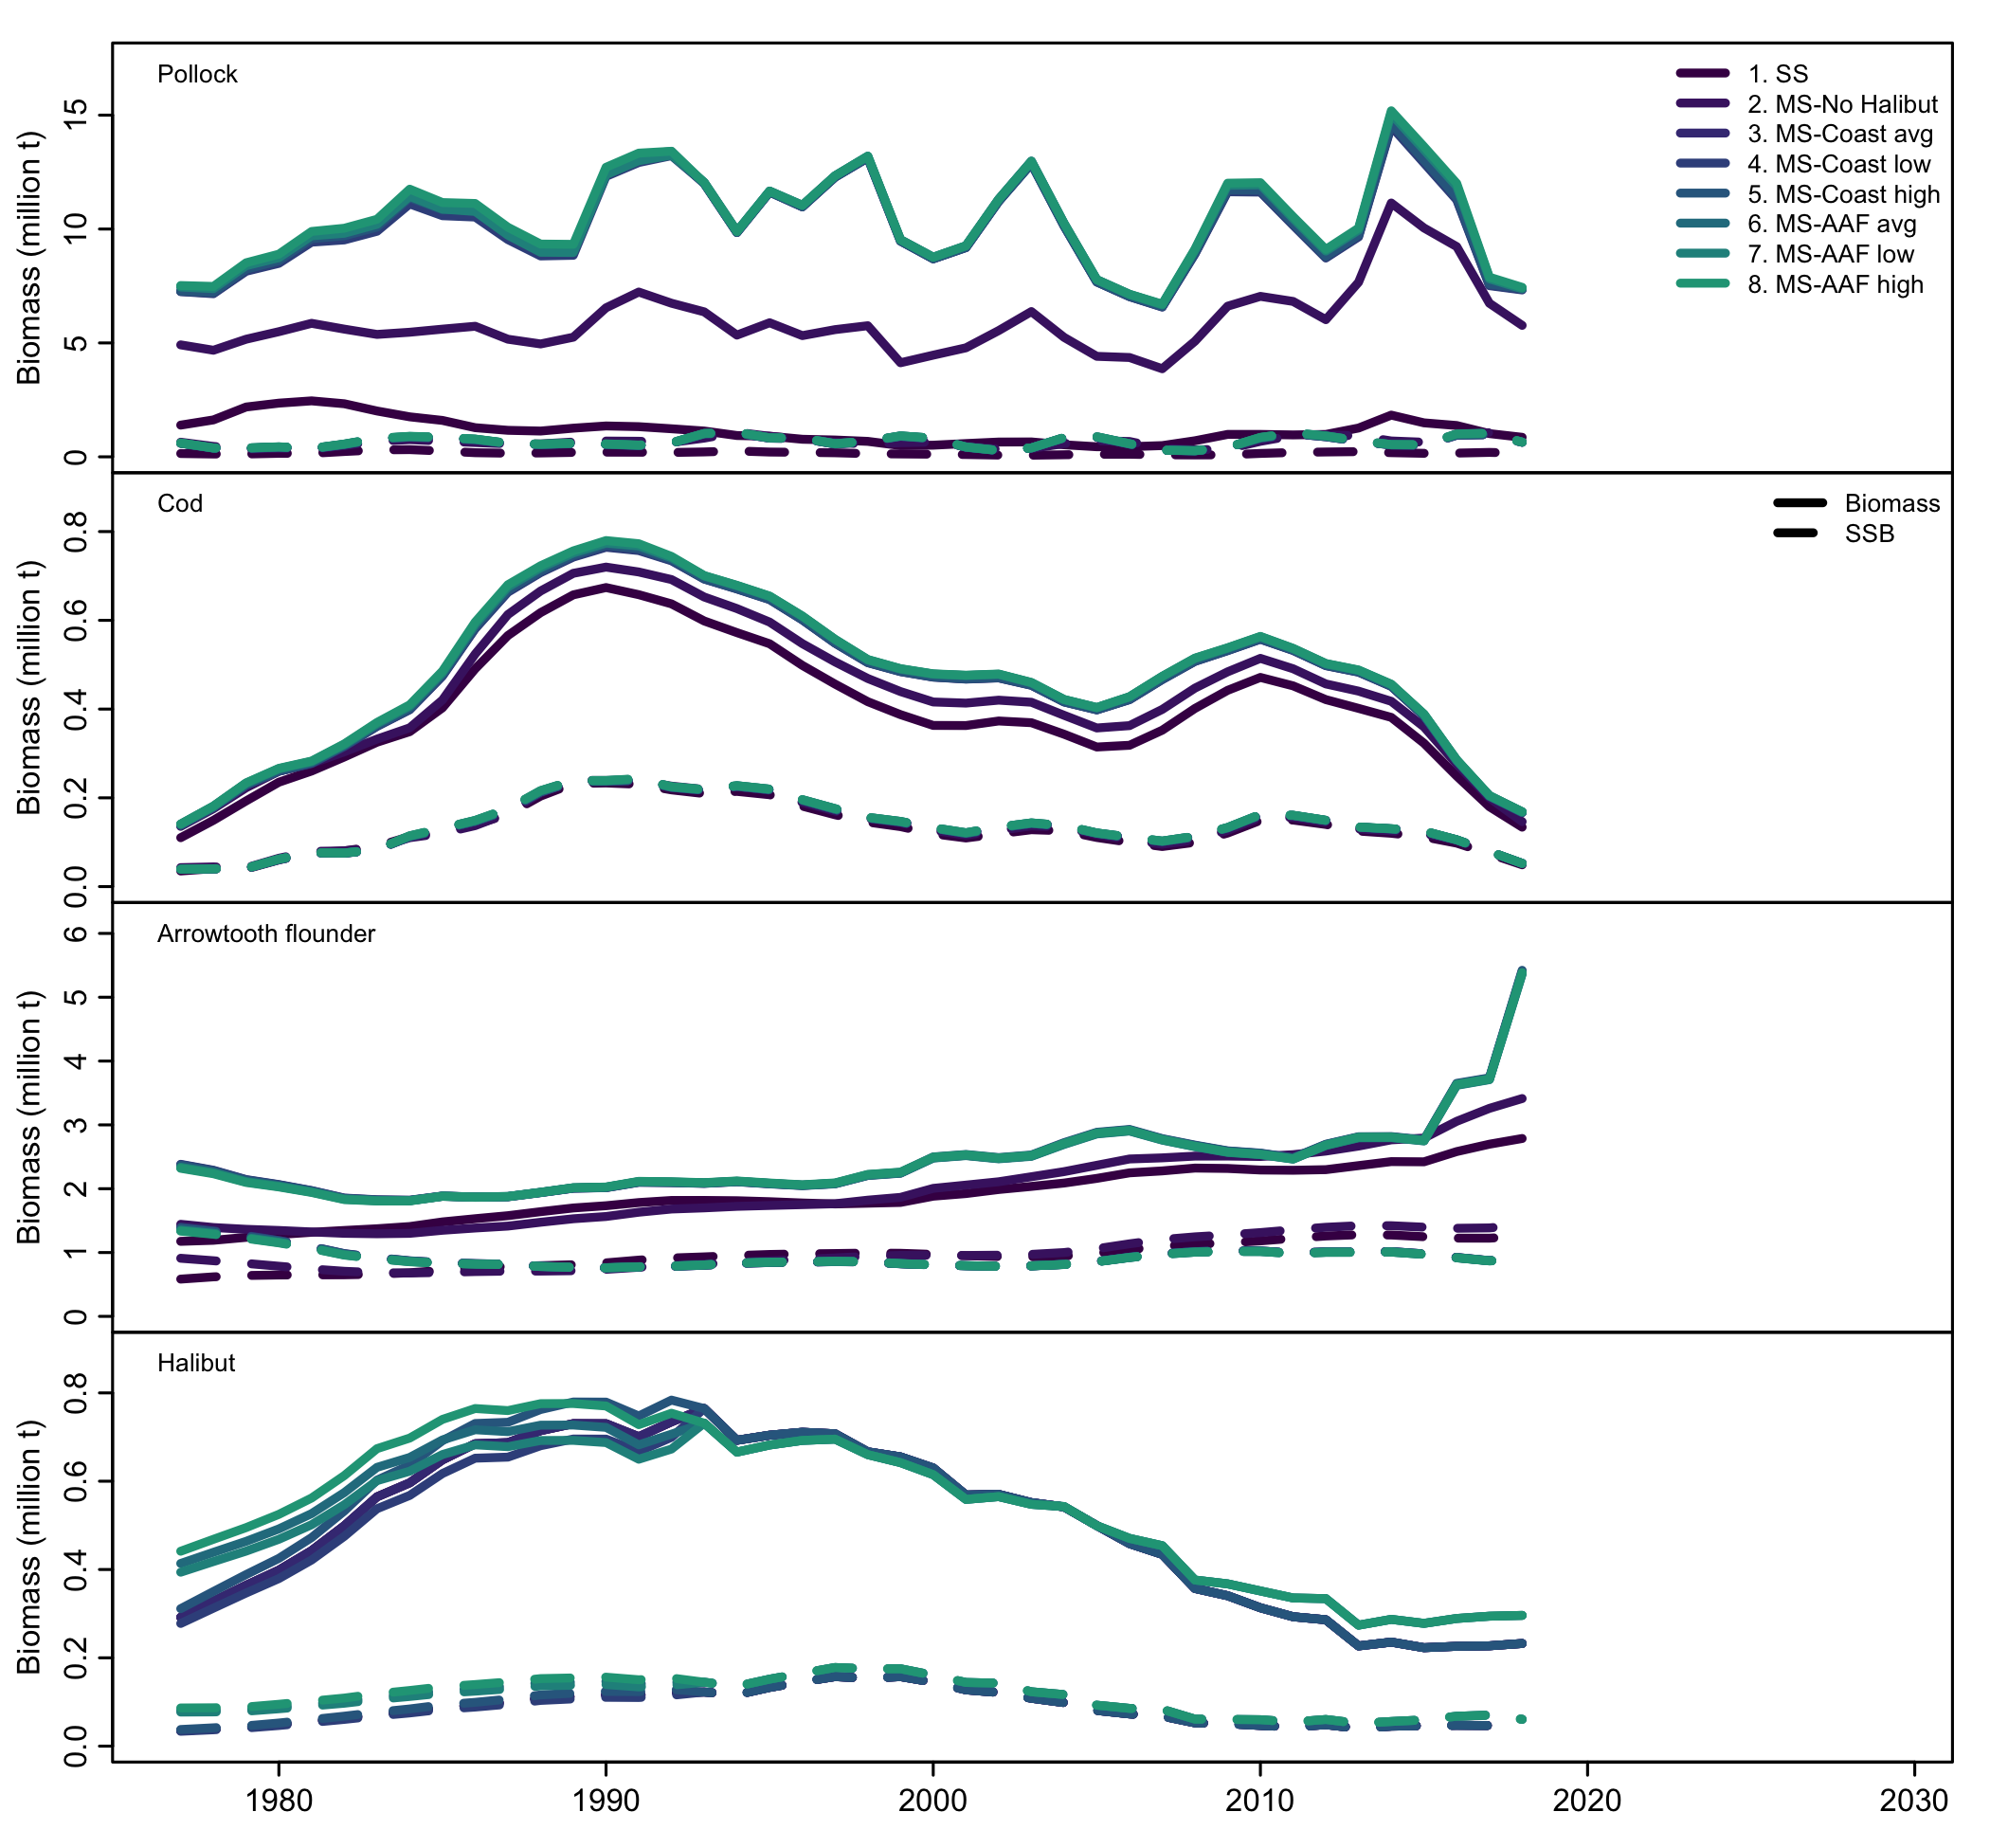 Pollock
Biomass (million t)
0
5
10
15
1. SS
2. MS-No Halibut
3. MS-Coast avg
4. MS-Coast low
5. MS-Coast high
6. MS-AAF avg
7. MS-AAF low
8. MS-AAF high
Cod
Biomass (million t)
0.0
0.2
0.4
0.6
0.8
Biomass
SSB
Arrowtooth flounder
Biomass (million t)
0
1
2
3
4
5
6
Halibut
Biomass (million t)
0.0
0.2
0.4
0.6
0.8
1980 1990 2000 2010 2020 2030